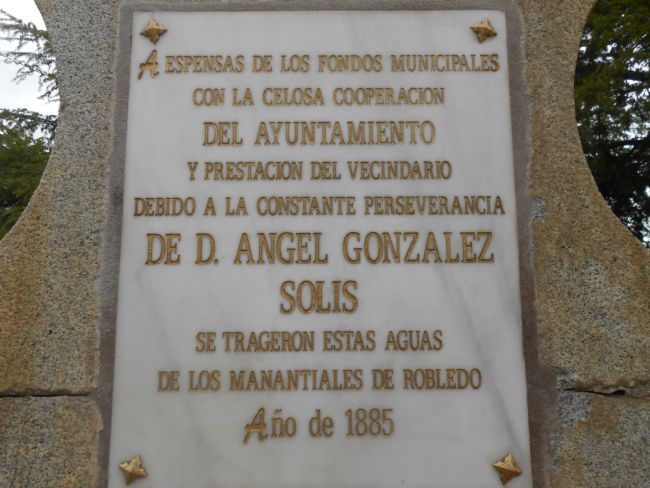 A ESPENSAS DE LOS FONDOS MUNICIPALES
CON LA CELOSA COOPERACION
DEL AYUNTAMIENTO
Y PRESTACION DEL VECINDARIO
DEBIDO A LA CONSTANTE PERSEVERANCIA
DE D. ANGEL GONZALEZ
SOLIS
SE TRAGERON ESTAS AGUAS
DE LOS MANANTIALES DE ROBLEDO
Año de 1885